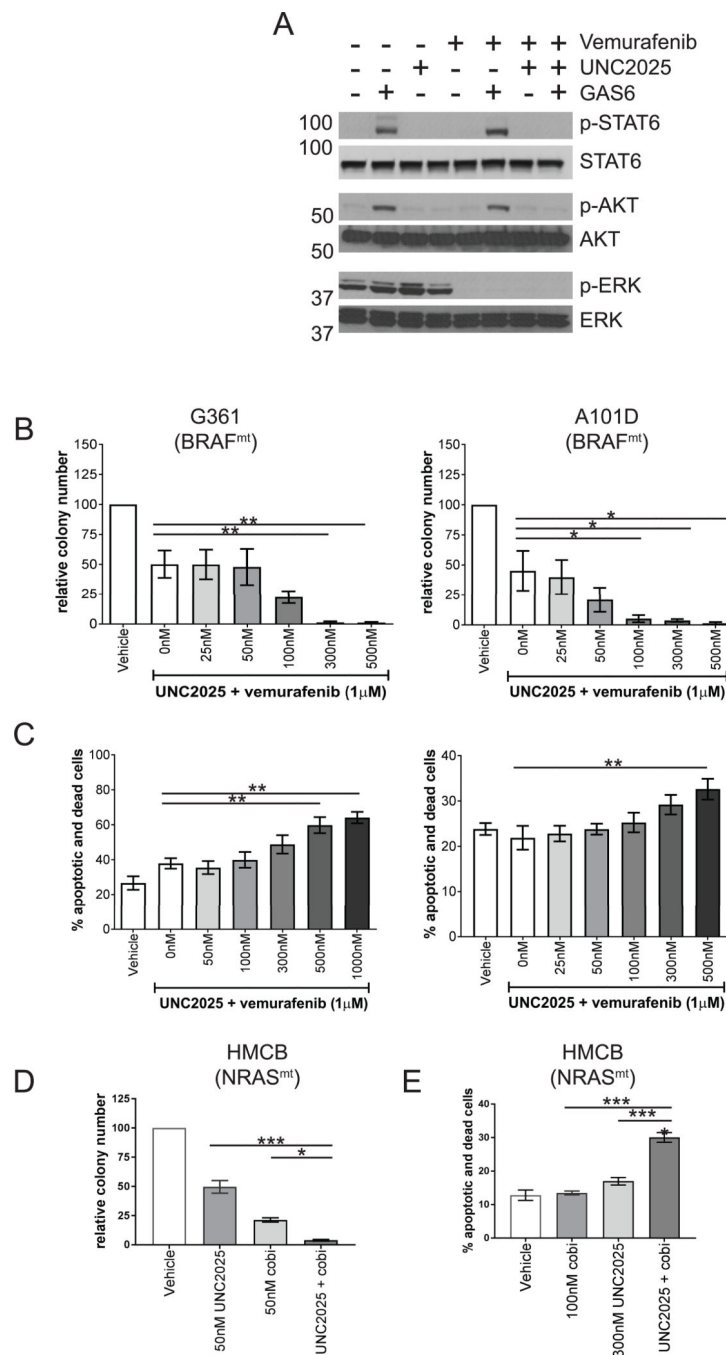 A
- - - + + + + Vemurafenib
- - + - - + + UNC2025
- + - - + - + GAS6
100 p-STAT6
100 STAT6
50 p-AKT
50 AKT
37 p-ERK
37 ERK
B
G361
(BRAFmt)
relative colony number
150
125
100
75
50
25
0
**
**
Vehicle
0nM
25nM
50nM
100nM
300nM
500nM
UNC2025 + vemurafenib (1μM)
A101D
(BRAFmt)
relative colony number
150
125
100
75
50
25
0
*
*
*
Vehicle
0nM
25nM
50nM
100nM
300nM
500nM
UNC2025 + vemurafenib (1μM)
C
% apoptotic and dead cells
100
80
60
40
20
0
**
**
Vehicle
0nM
50nM
100nM
300nM
500nM
1000nM
UNC2025 + vemurafenib (1μM)
% apoptotic and dead cells
40
30
20
10
0
**
Vehicle
0nM
25nM
50nM
100nM
300nM
500nM
UNC2025 + vemurafenib (1μM)
D
HMCB
(NRASmt)
relative colony number
125
100
75
50
25
0
***
*
Vehicle
50nM UNC2025
50nM cobi
UNC2025 + cobi
E
HMCB
(NRASmt)
% apoptotic and dead cells
40
30
20
10
0
***
***
*
Vehicle
100nM cobi
300nM UNC2025
UNC2025 + cobi